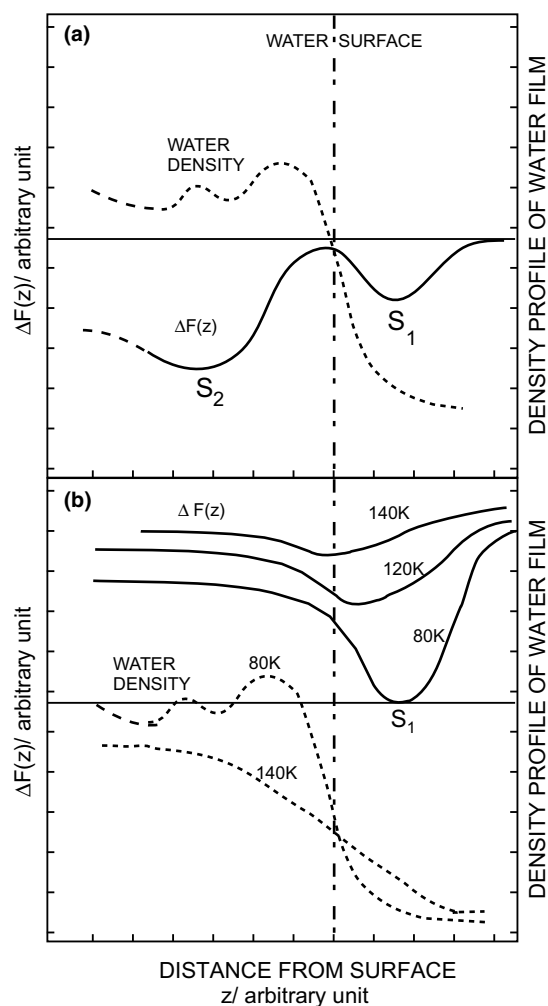 (a)
WATER SURFACE
WATER
DENSITY
ΔF(z)
S1
S2
ΔF(z)/ arbitrary unit
DENSITY PROFILE OF WATER FILM
(b)
Δ F(z)
140K
120K
80K
WATER
DENSITY
80K
S1
140K
ΔF(z)/ arbitrary unit
DENSITY PROFILE OF WATER FILM
DISTANCE FROM SURFACE
z/ arbitrary unit